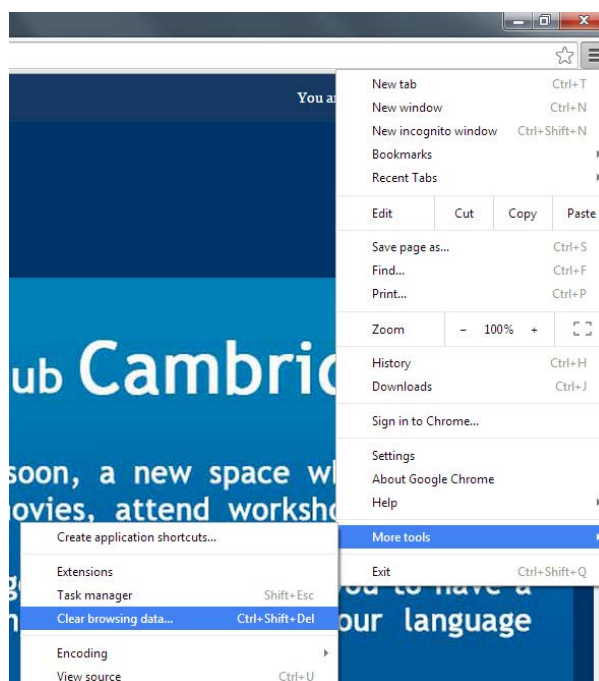 You
New tab Ctrl+T
New window Ctrl+N
New incognito window Ctrl+Shift+N
Bookmarks
Recent Tabs
Edit Cut Copy Paste
Save page as... Ctrl+S
Find... Ctrl+F
Print... Ctrl+P
Zoom - 100% +
History Ctrl+H
Downloads Ctrl+J
Sign in to Chrome...
Settings
About Google Chrome
Help
More tools
Exit Ctrl+Shift+Q
ub Cambric
soon, a new space w
ovies, attend worksho
you to have a
our language
Create application shortcuts...
Extensions
Task manager Shift+Esc
Clear browsing data... Ctrl+Shift+Del
Encoding
View source Ctrl+U